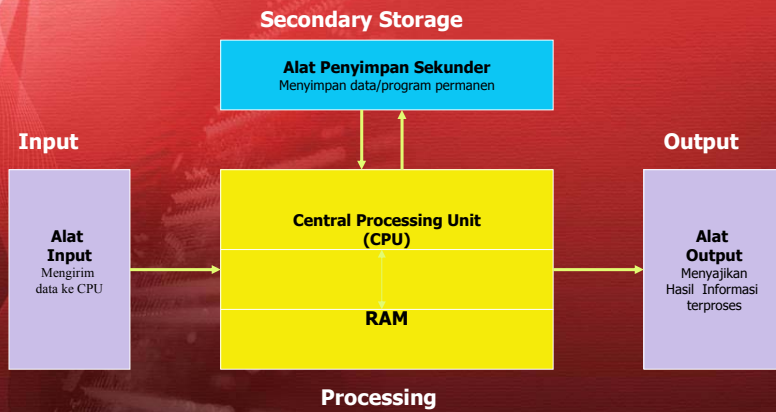 Secondary Storage
Alat Penyimpan Sekunder
Menyimpan data/program permanen
Input
Output
Alat
Input
Mengirim
data ke CPU
Central Processing Unit
(CPU)
RAM
Alat
Output
Menyajikan
Hasil Informasi
terproses
Processing